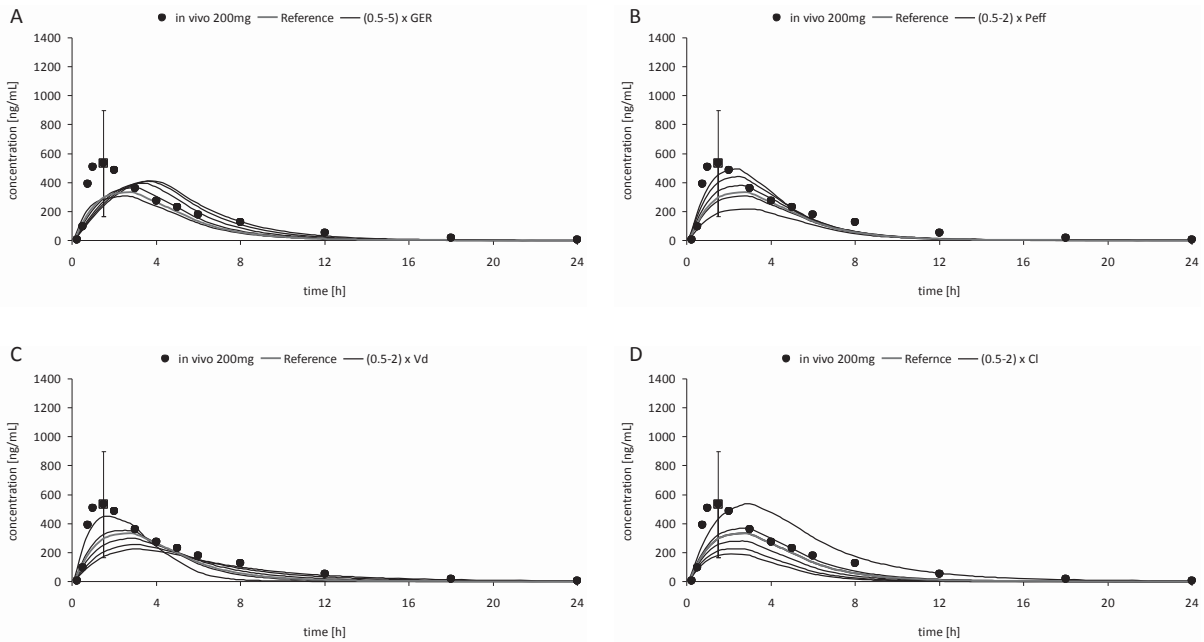 A
in vivo 200mg Reference (0.5-5) x GER
1400
1200
1000
800
600
400
200
0
concentration [ng/mL]
0 4 8 12 16 20 24
time [h]
B
in vivo 200mg Reference (0.5-2) x Peff
1400
1200
1000
800
600
400
200
0
concentration [ng/mL]
0 4 8 12 16 20 24
time [h]
C
in vivo 200mg Reference (0.5-2) x Vd
1400
1200
1000
800
600
400
200
0
concentration [ng/mL]
0 4 8 12 16 20 24
time [h]
D
in vivo 200mg Refernce (0.5-2) x Cl
1400
1200
1000
800
600
400
200
0
concentration [ng/mL]
0 4 8 12 16 20 24
time [h]